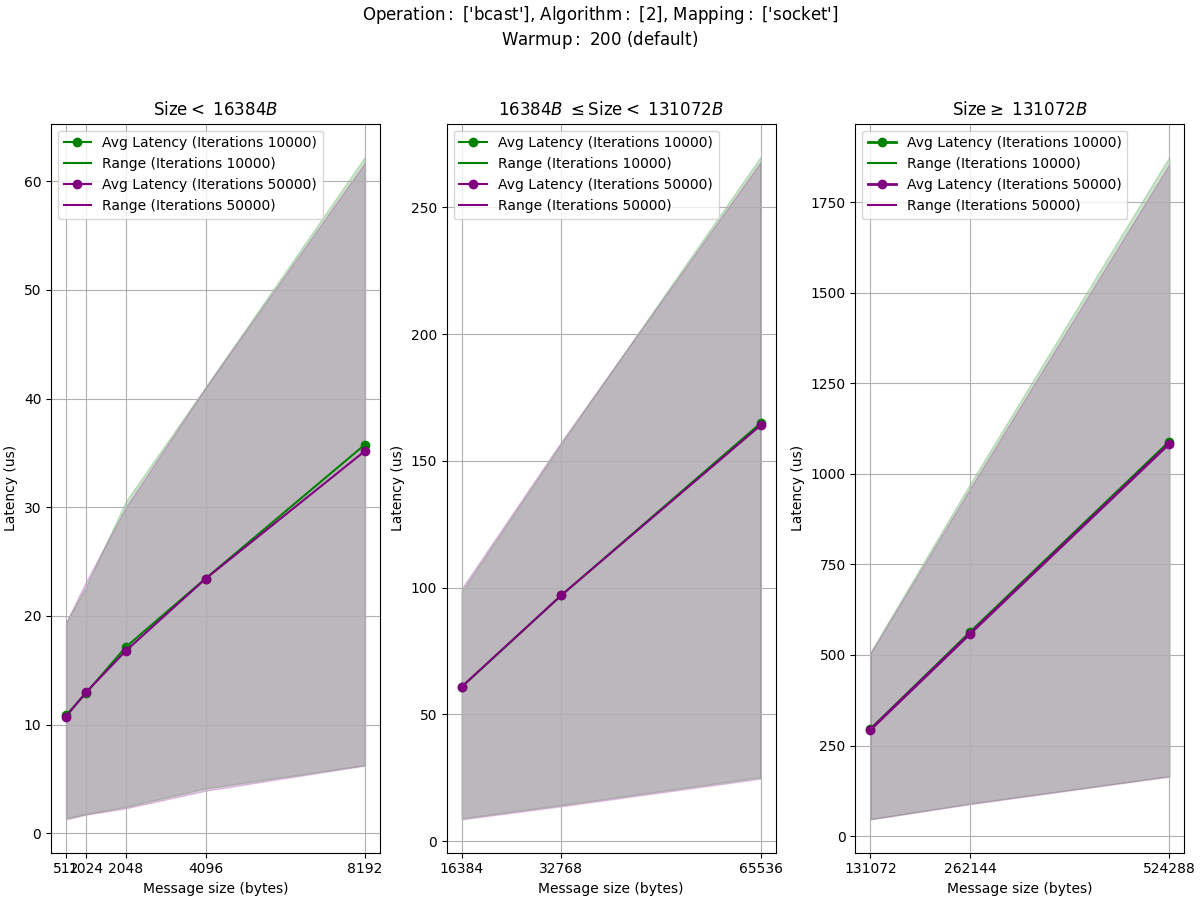 Operation: ['bcast'], Algorithm: [2], Mapping: ['socket']
Warmup: 200 (default)
Size < 16384B
Avg Latency (Iterations 10000)
Range (Iterations 10000)
Avg Latency (Iterations 50000)
Range (Iterations 50000)
60
50
40
30
20
10
0
Latency (us)
512 1024 2048 4096 8192
Message size (bytes)
16384B ≤ Size < 131072B
Avg Latency (Iterations 10000)
Range (Iterations 10000)
Avg Latency (Iterations 50000)
Range (Iterations 50000)
250
200
150
100
50
0
Latency (us)
16384 32768 65536
Message size (bytes)
Size ≥ 131072B
Avg Latency (Iterations 10000)
Range (Iterations 10000)
Avg Latency (Iterations 50000)
Range (Iterations 50000)
1750
1500
1250
1000
750
500
250
0
Latency (us)
131072 262144 524288
Message size (bytes)